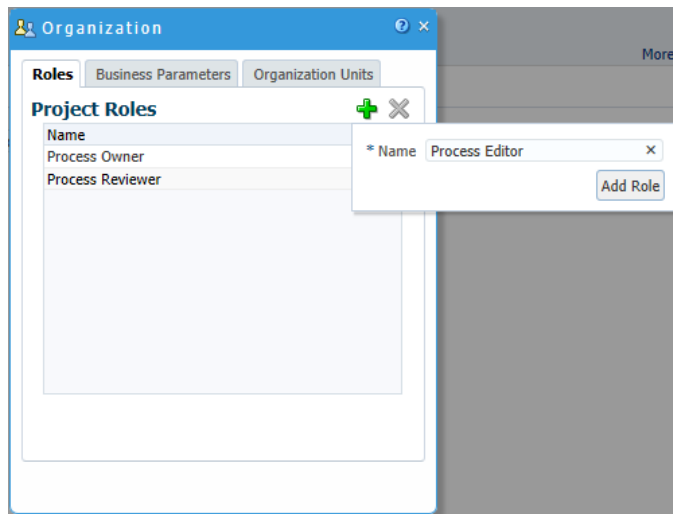 Organization
More
Roles Business Parameters Organization Units
Project Roles
Name
* Name Process Editor
Process Owner
Process Reviewer
Add Role